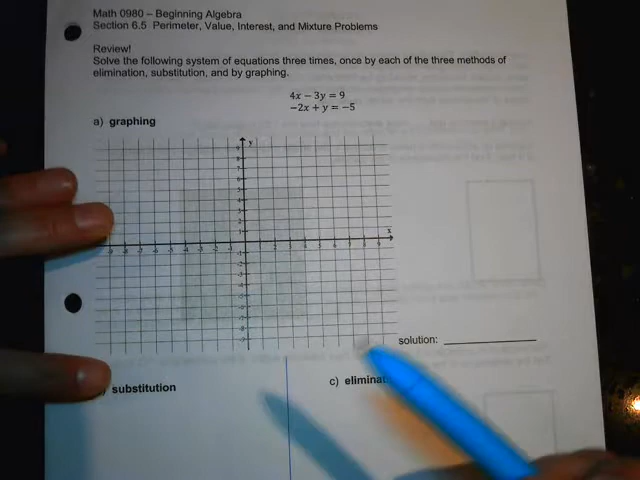 Math 0980 – Beginning Algebra
Section 6.5 Perimeter, Value, Interest, and Mixture Problems
Review!
Solve the following system of equations three times, once by each of the three methods of
elimination, substitution, and by graphing.
4x − 3y = 9
−2x + y = −5
a) graphing
y
x
solution:
substitution
c)